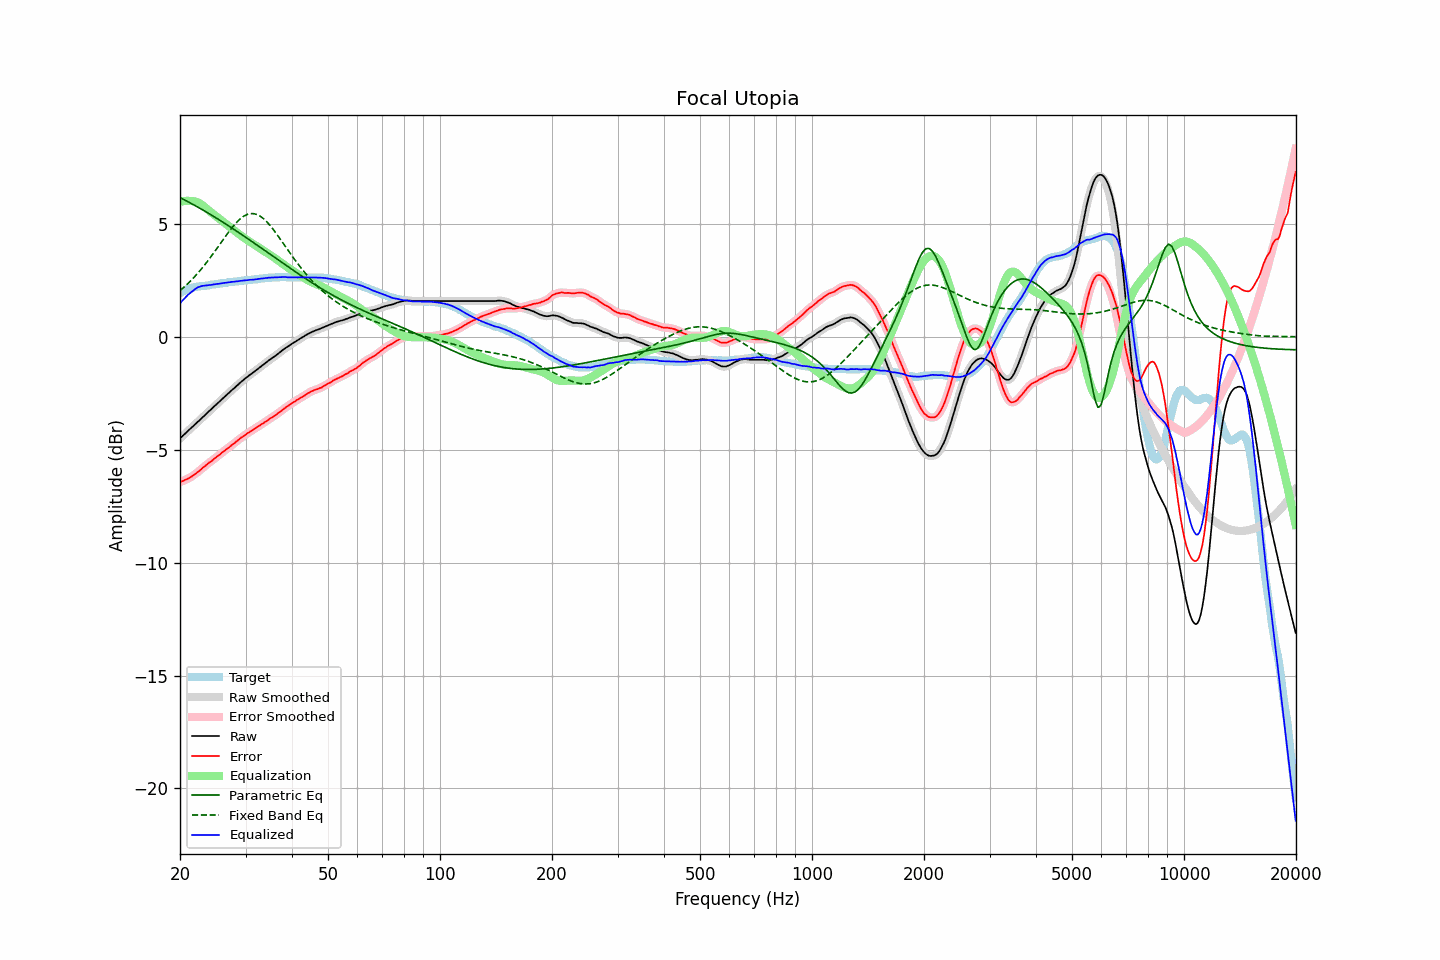 Focal Utopia
5
0
−5
−10
−15
−20
Amplitude (dBr)
Target
Raw Smoothed
Error Smoothed
Raw
Error
Equalization
Parametric Eq
Fixed Band Eq
Equalized
20 50 100 200 500 1000 2000 5000 10000 20000
Frequency (Hz)